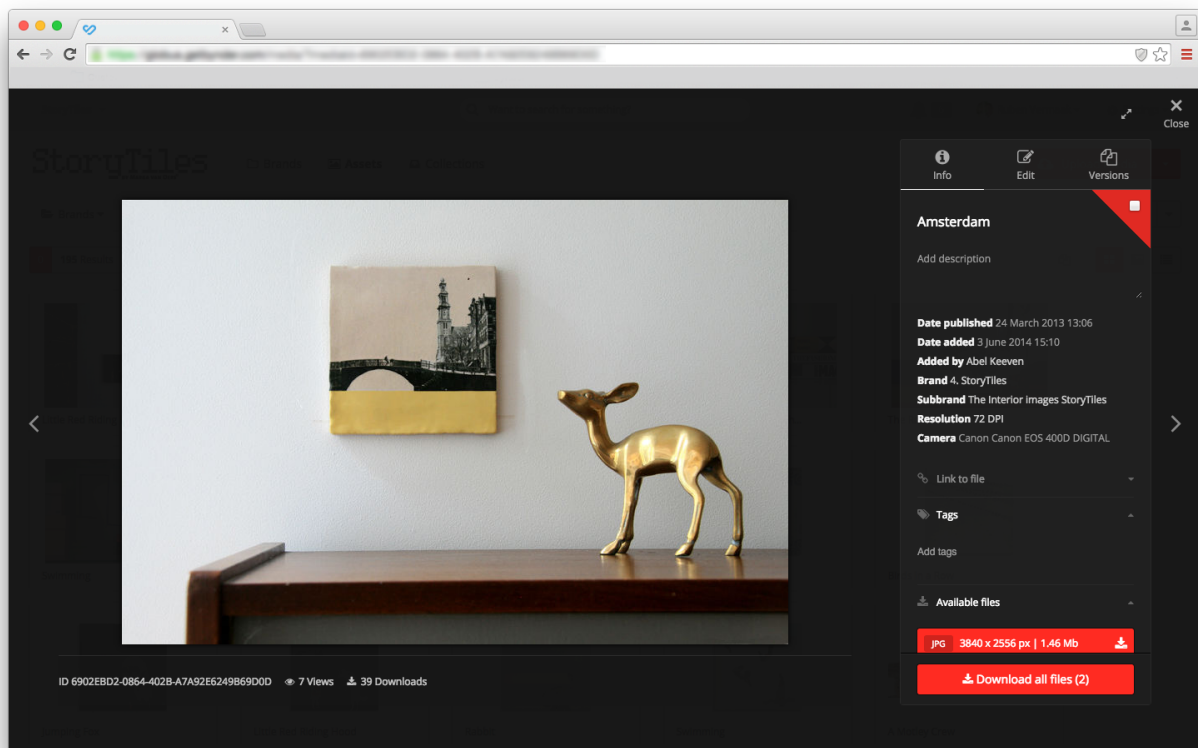 Close
StoryTiles
Assets
Info
Edit
Versions
Amsterdam
Add description
Date published 24 March 2013 13:06
Date added 3 June 2014 15:10
Added by Abel Keeven
Brand 4. StoryTiles
Subbrand The Interior images StoryTiles
Resolution 72 DPI
Camera Canon Canon EOS 400D DIGITAL
Link to file
Tags
Add tags
Available files
JPG 3840 x 2556 px | 1.46 Mb
Download all files (2)
ID 6902EBD2-0864-402B-A7A92E6249B69D0D 7 Views 39 Downloads